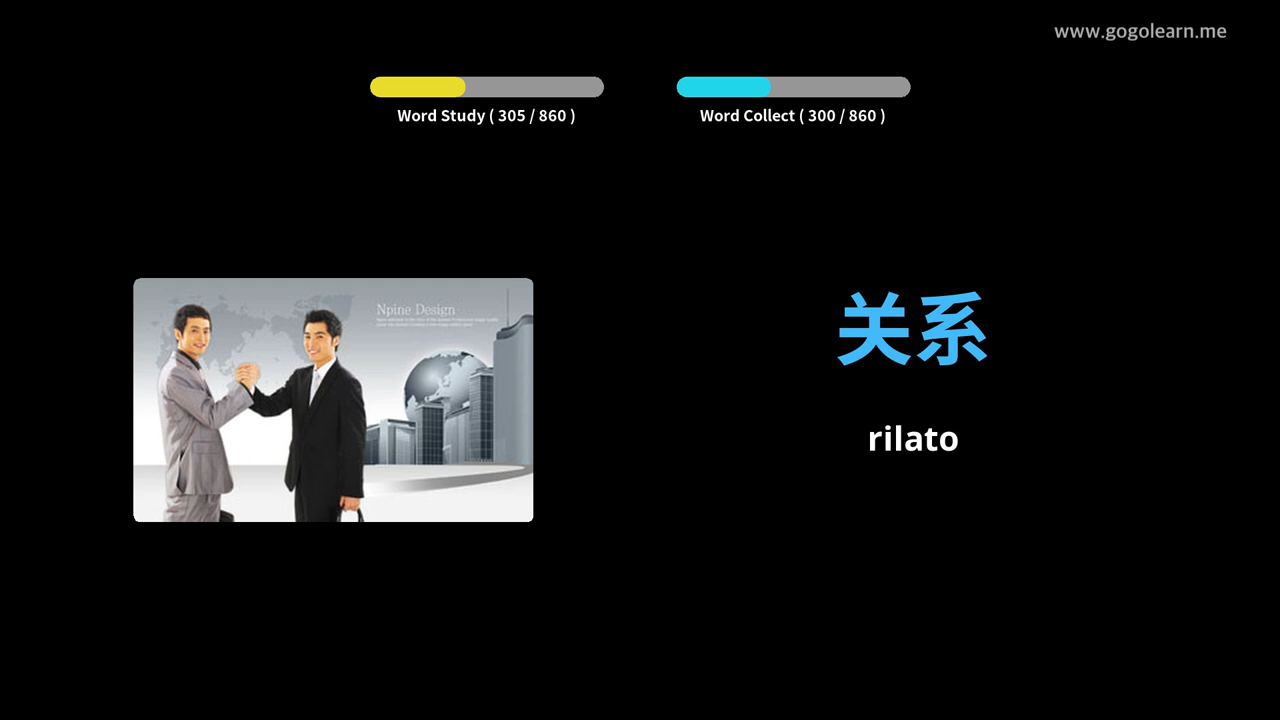 www.gogolearn.me
Word Study ( 305 / 860 )
Word Collect ( 300 / 860 )
Npine Design
关系
rilato